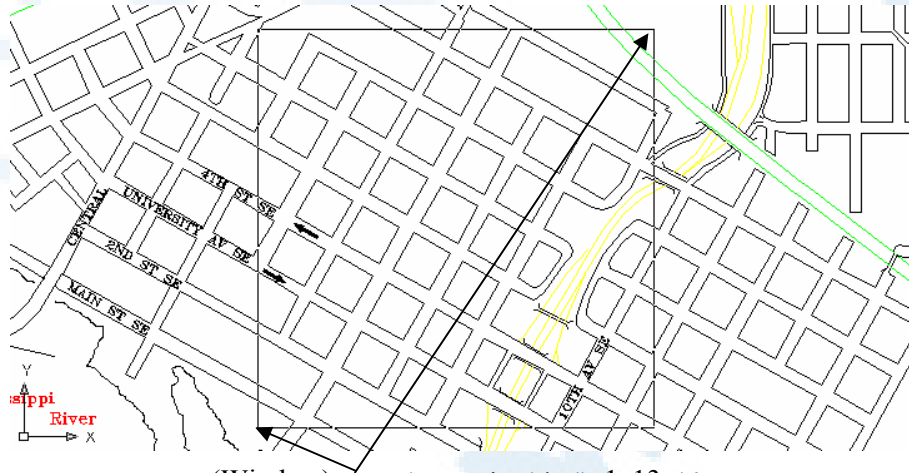 4TH ST SE
UNIVERSITY AV SE
CENTRAL
2ND ST SE
MAIN ST SE
10TH AV SE
Y
X
ssippi
River
(Window)